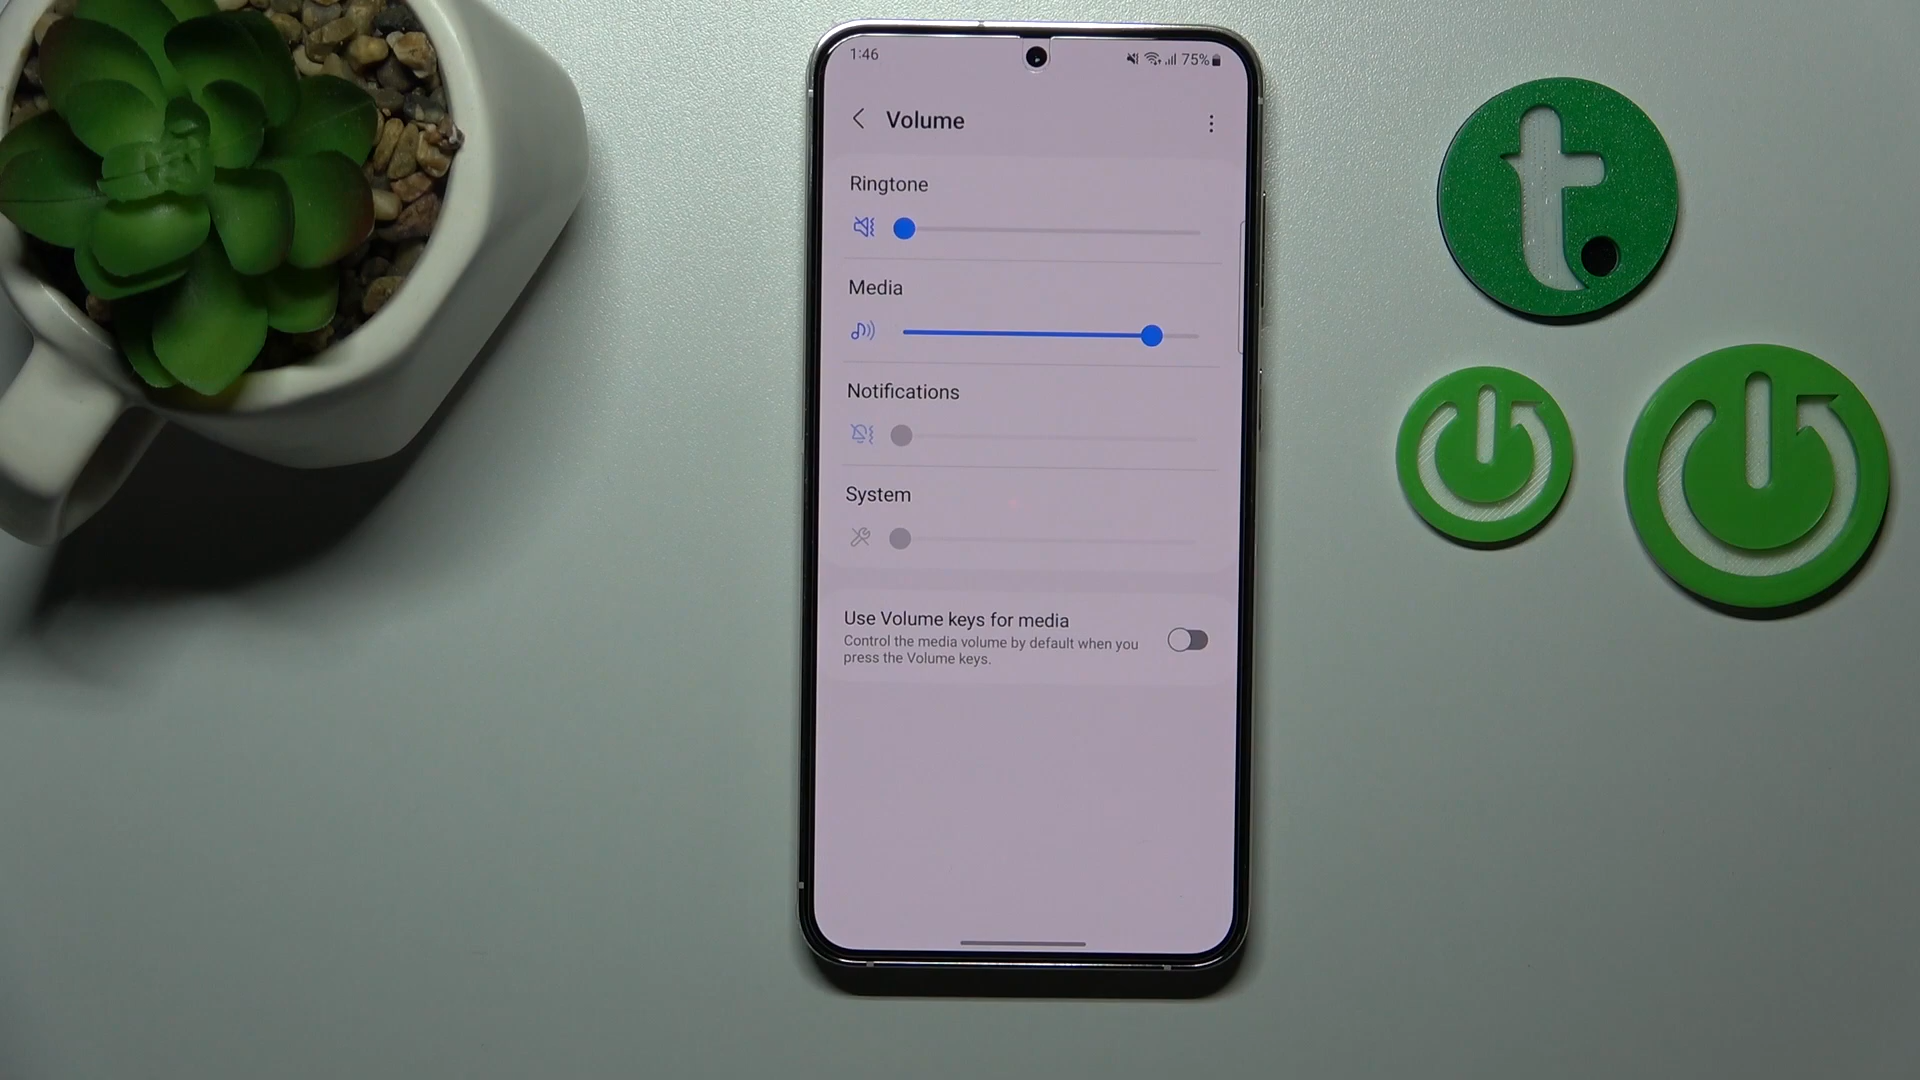 1:46
75%
Volume
Ringtone
Media
Notifications
System
Use Volume keys for media
Control the media volume by default when you
press the Volume keys.
t.